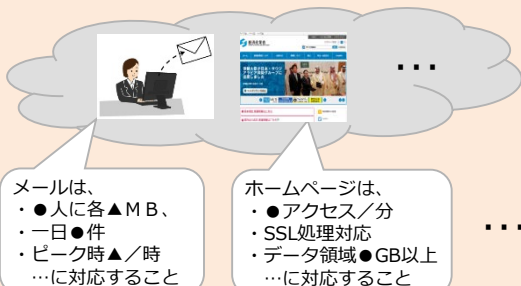 …
メールは、
・●人に各▲ＭＢ、
・一日●件
・ピーク時▲／時
…に対応すること
ホームページは、
・●アクセス／分
・SSL処理対応
・データ領域●GB以上
…に対応すること
…